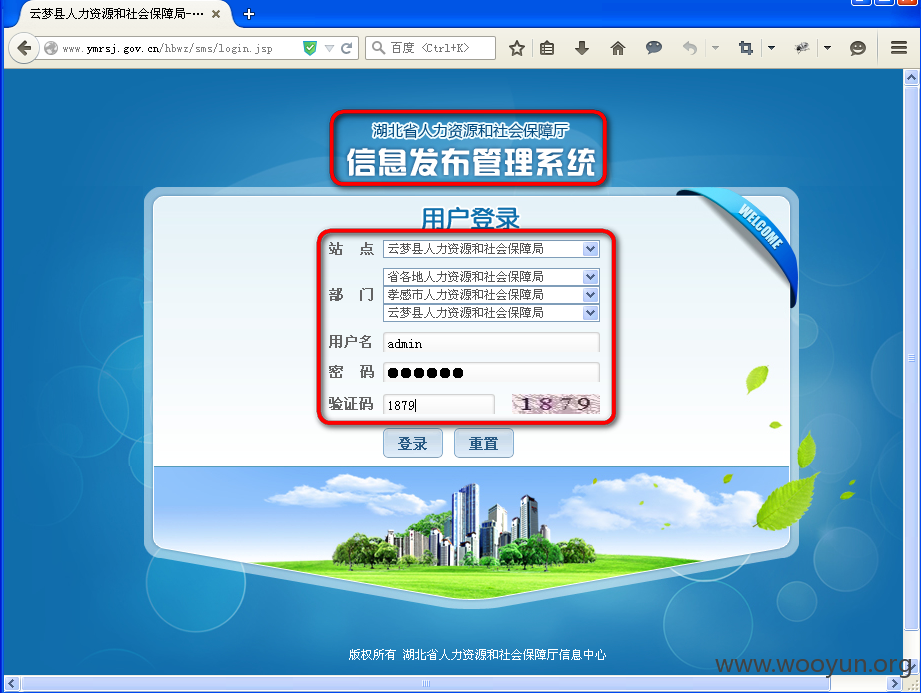 云梦县人力资源和社会保障局-···
www.ymrsj.gov.cn/hbwz/sms/login.jsp
百度 <Ctrl+K>
湖北省人力资源和社会保障厅
信息发布管理系统
WELCOME
用户登录
站 点 云梦县人力资源和社会保障局
省各地人力资源和社会保障局
部 门 孝感市人力资源和社会保障局
云梦县人力资源和社会保障局
用户名 admin
密 码 ●●●●●●
验证码 1879 1879
登录 重置
版权所有 湖北省人力资源和社会保障厅信息中心
www.wooyun.org